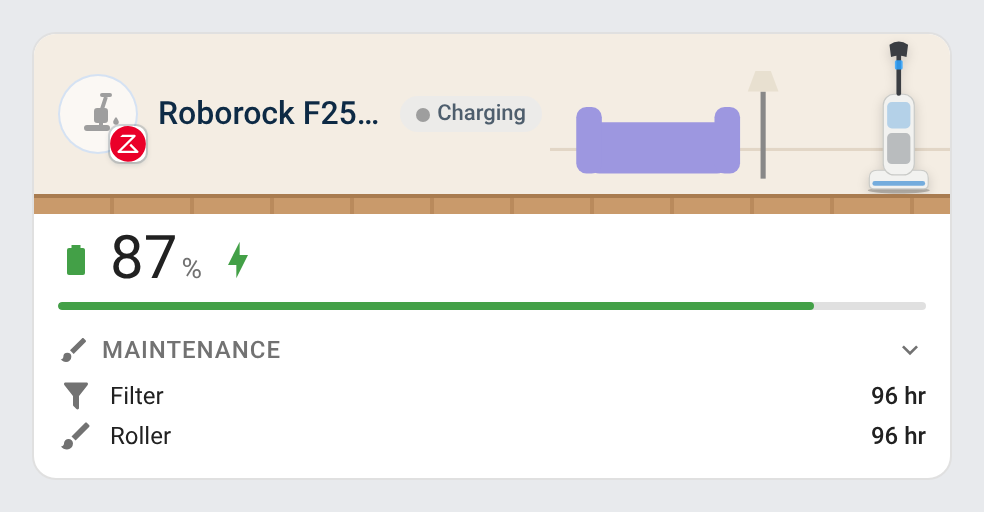 Roborock F25...
Charging
87 %
MAINTENANCE
Filter 96 hr
Roller 96 hr